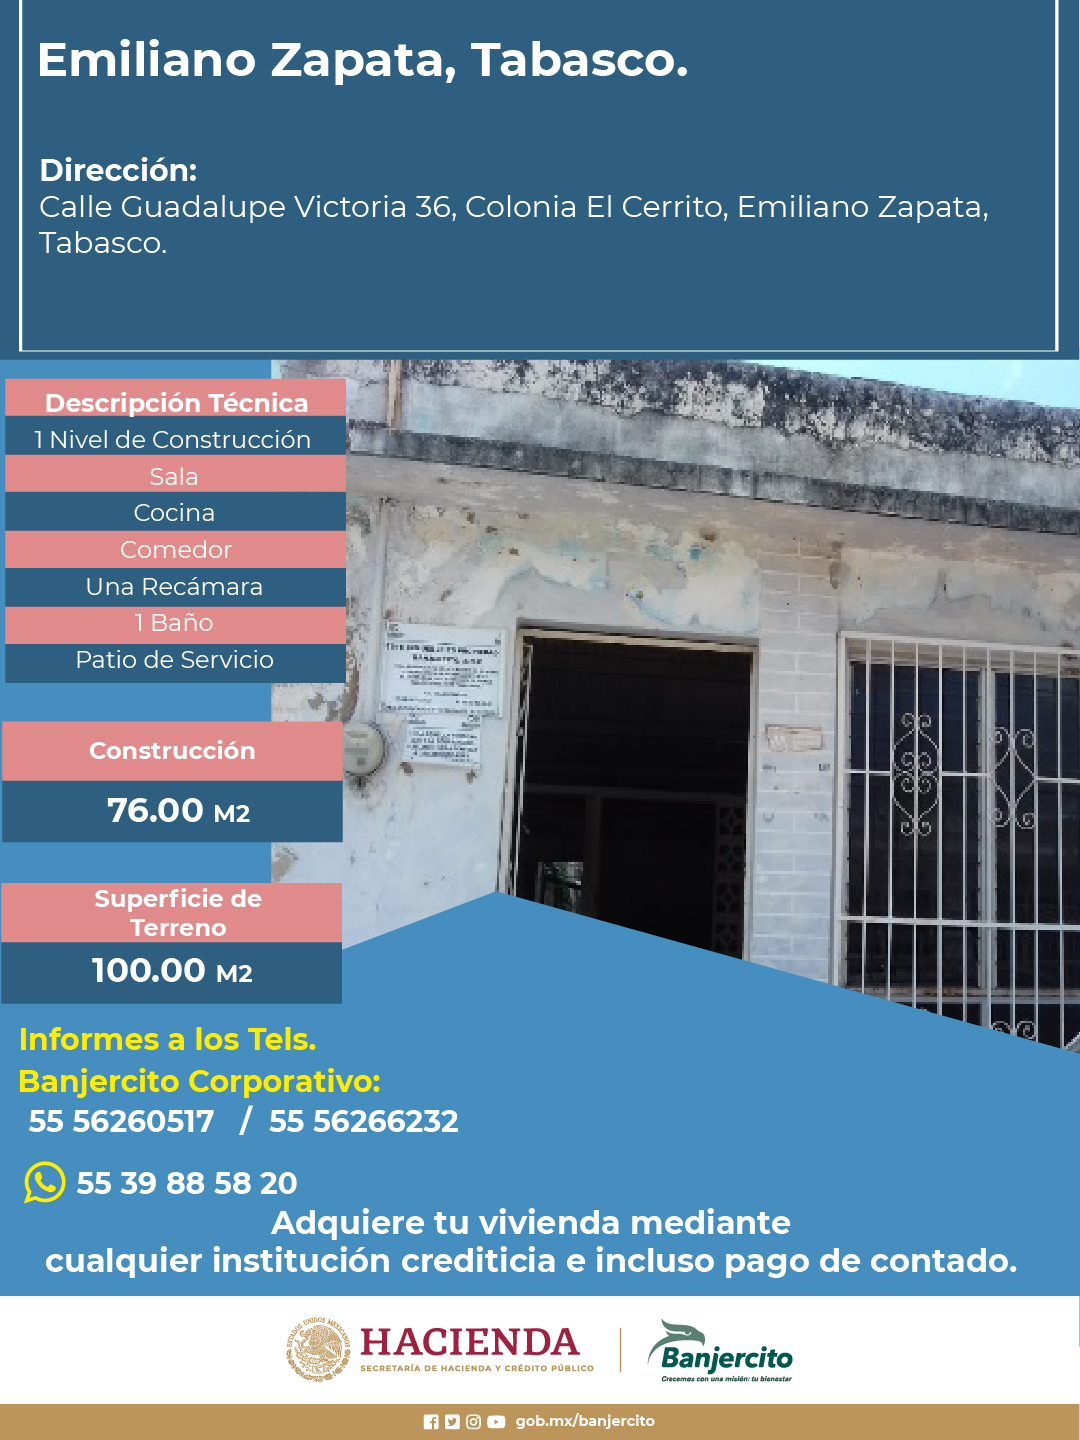 Emiliano Zapata, Tabasco.
Dirección:
Calle Guadalupe Victoria 36, Colonia El Cerrito, Emiliano Zapata,
Tabasco.
Descripción Técnica
1 Nivel de Construcción
Sala
Cocina
Comedor
Una Recámara
1 Baño
Patio de Servicio
Construcción
76.00 M2
Superficie de
Terreno
100.00 M2
Informes a los Tels.
Banjercito Corporativo:
55 56260517 / 55 56266232
55 39 88 58 20
Adquiere tu vivienda mediante
cualquier institución crediticia e incluso pago de contado.
ESTADOS UNIDOS MEXICANOS
HACIENDA
SECRETARÍA DE HACIENDA Y CRÉDITO PÚBLICO
Banjercito
Crecemos con una misión: tu bienestar
gob.mx/banjercito